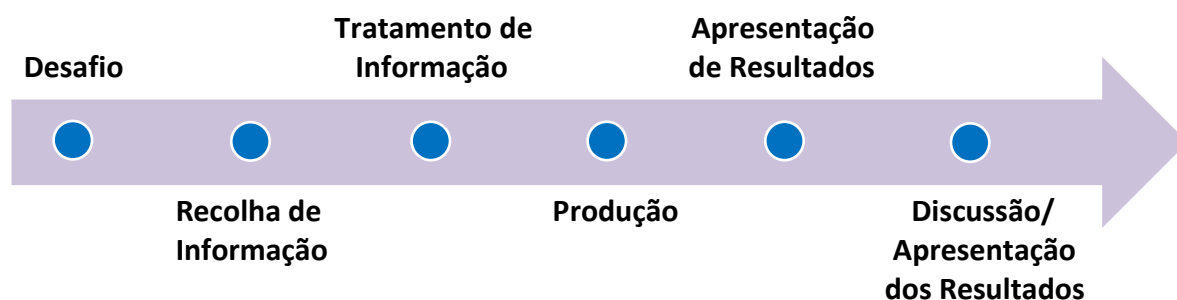 Desafio
Recolha de
Informação
Tratamento de
Informação
Produção
Apresentação
de Resultados
Discussão/
Apresentação
dos Resultados